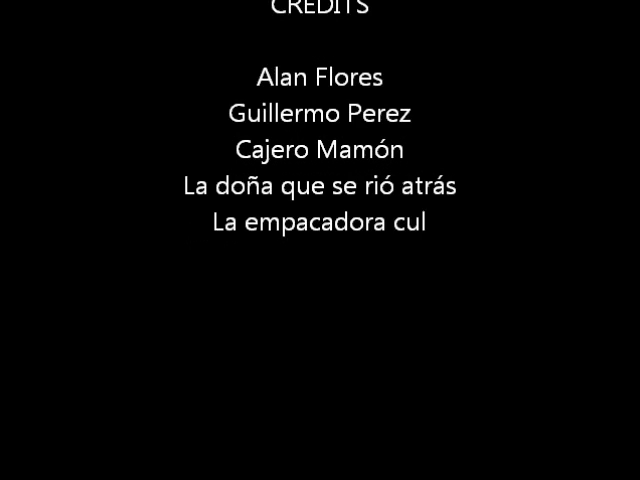 CREDITS
Alan Flores
Guillermo Perez
Cajero Mamón
La doña que se rió atrás
La empacadora cul